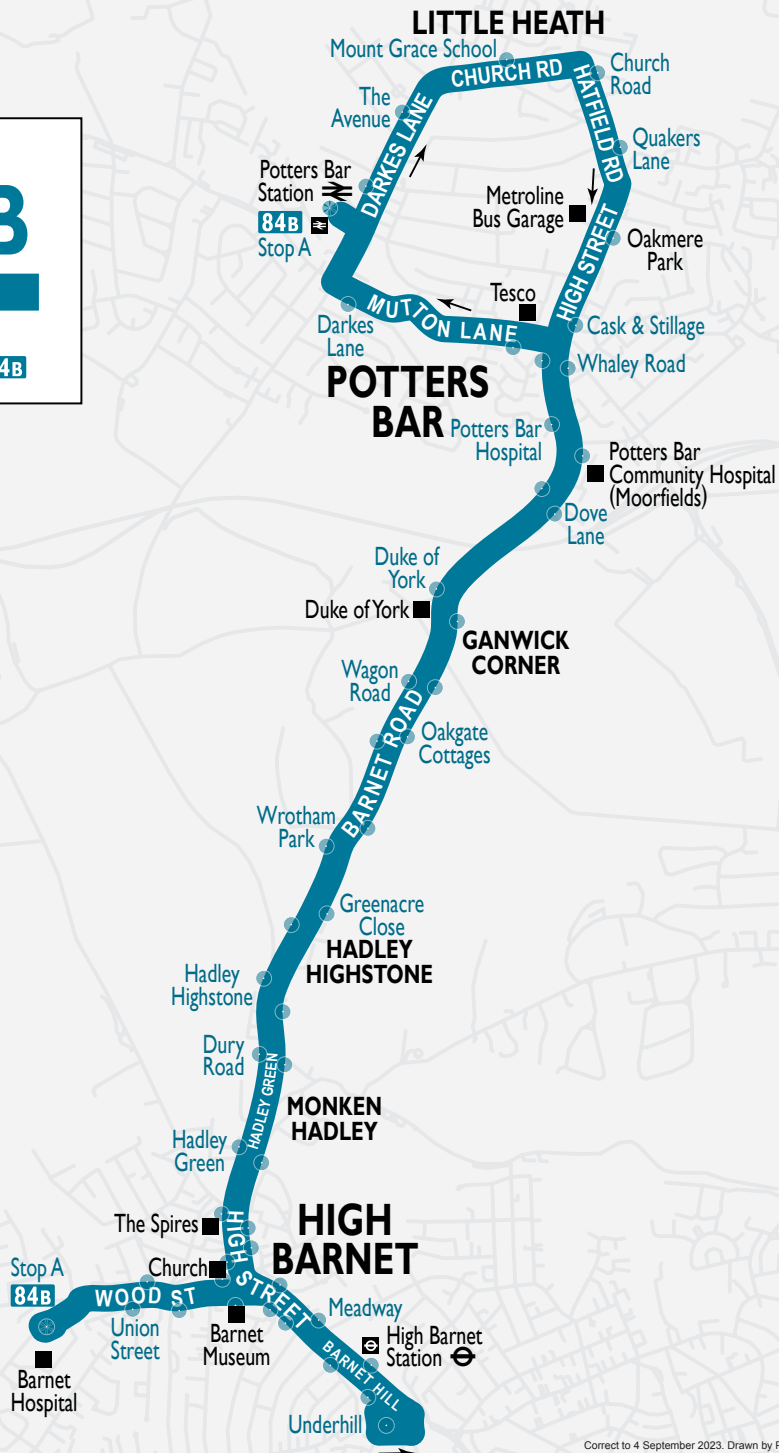 LITTLE HEATH
Mount Grace School
CHURCH RD
HATFIELD RD
Church
Road
The
Avenue
DARKES LANE
Quakers
Lane
B
Potters Bar
Station
84B
Stop A
Metroline
Bus Garage
HIGH STREET
Oakmere
Park
Tesco
MUTTON LANE
Darkes
Lane
Cask & Stillage
4B
POTTERS
BAR
Whaley Road
Potters Bar
Hospital
Potters Bar
Community Hospital
(Moorfields)
Dove
Lane
Duke of
York
Duke of York
GANWICK
CORNER
Wagon
Road
BARNET ROAD
Oakgate
Cottages
Wrotham
Park
Greenacre
Close
HADLEY
HIGHSTONE
Hadley
Highstone
Dury
Road
HADLEY GREEN
MONKEN
HADLEY
Hadley
Green
The Spires
HIGH STREET
HIGH
BARNET
Church
Stop A
84B
WOOD ST
Union
Street
Barnet
Museum
Meadway
High Barnet
Station
BARNET HILL
Barnet
Hospital
Underhill
Correct to 4 September 2023. Drawn by